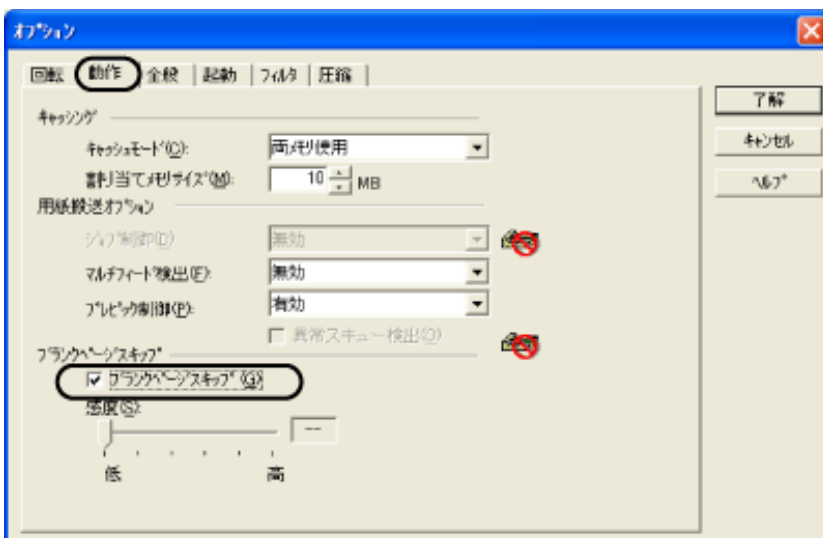 オプション
回転 動作 全般 起動 フィルタ 圧縮
了解
キャッシング
キャンセル
キャッシュモード(C): 両メモリ使用
割り当てメモリサイズ(M): 10 MB
ヘルプ
用紙搬送オプション
ジョブ制御(D) 無効
マルチフィード検出(F): 無効
プレピック制御(P): 有効
異常スキュー検出(O)
ブランクページスキップ
ブランクページスキップ(G)
感度(S):
--
低 高